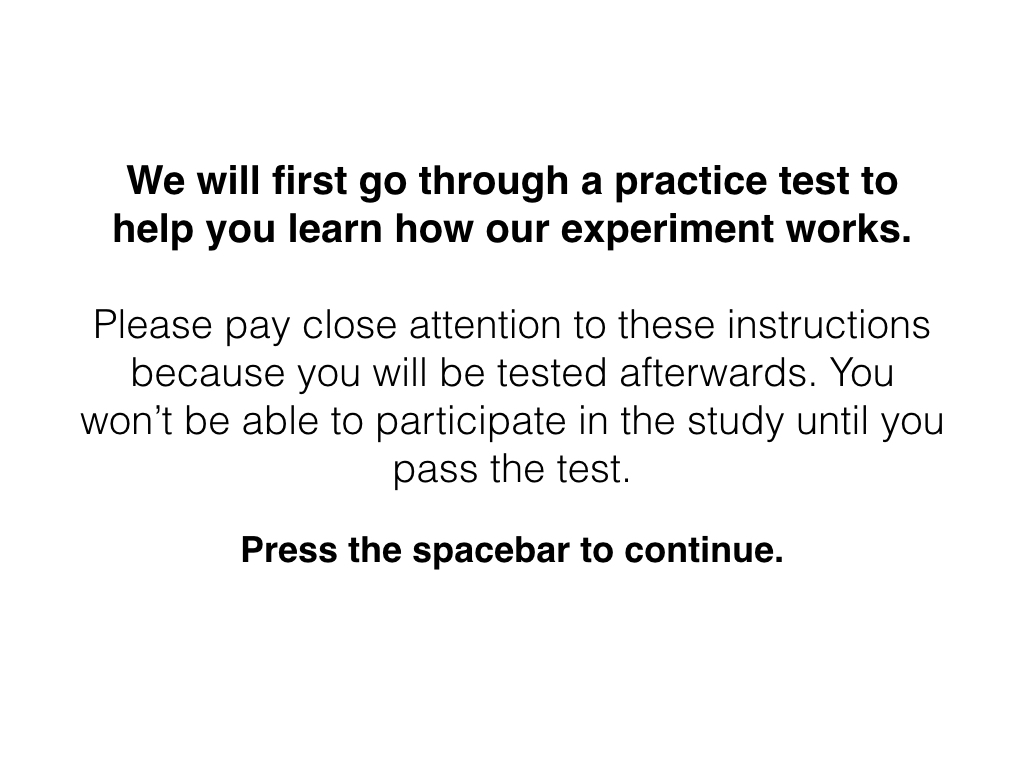 We will first go through a practice test to
help you learn how our experiment works.
Please pay close attention to these instructions
because you will be tested afterwards. You
won’t be able to participate in the study until you
pass the test.
Press the spacebar to continue.